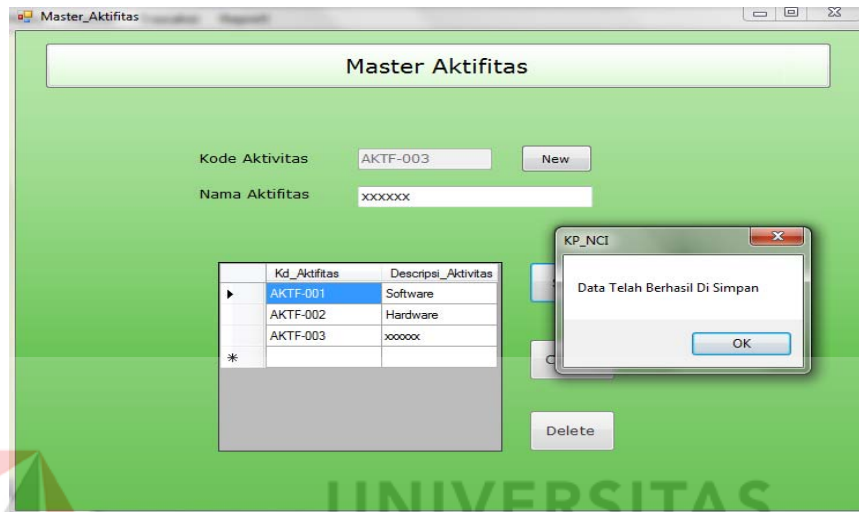 Master_Aktifitas
Master Aktifitas
Kode Aktivitas AKTF-003 New
Nama Aktifitas xxxxxx
KP_NCI
Data Telah Berhasil Di Simpan
OK
Kd_Aktifitas Descripsi_Aktivitas
AKTF-001 Software
AKTF-002 Hardware
AKTF-003 xxxxxx
Delete
UNIVERSITAS